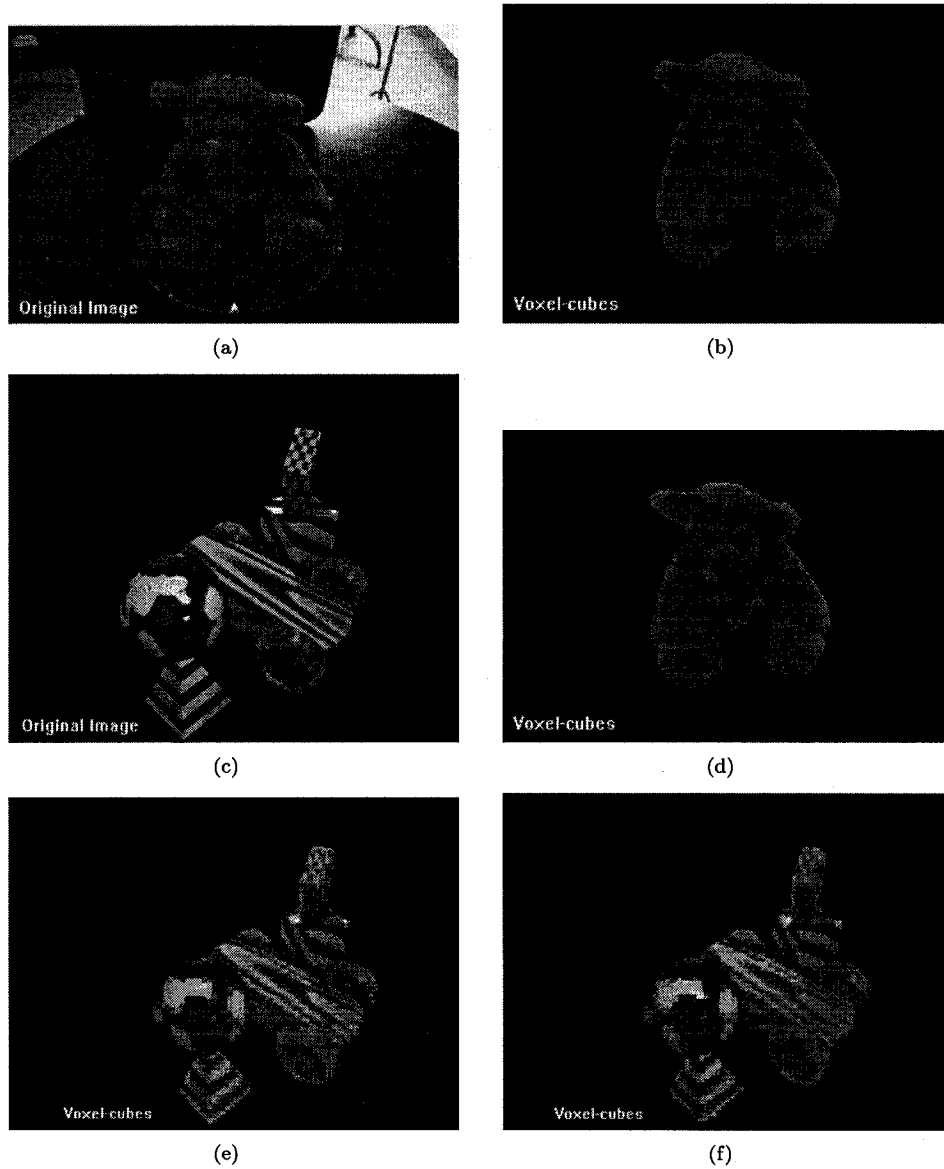 Original Image
Voxel-cubes
(a)
(b)
Original Image
Voxel-cubes
(c)
(d)
Voxel-cubes
Voxel-cubes
(e)
(f)